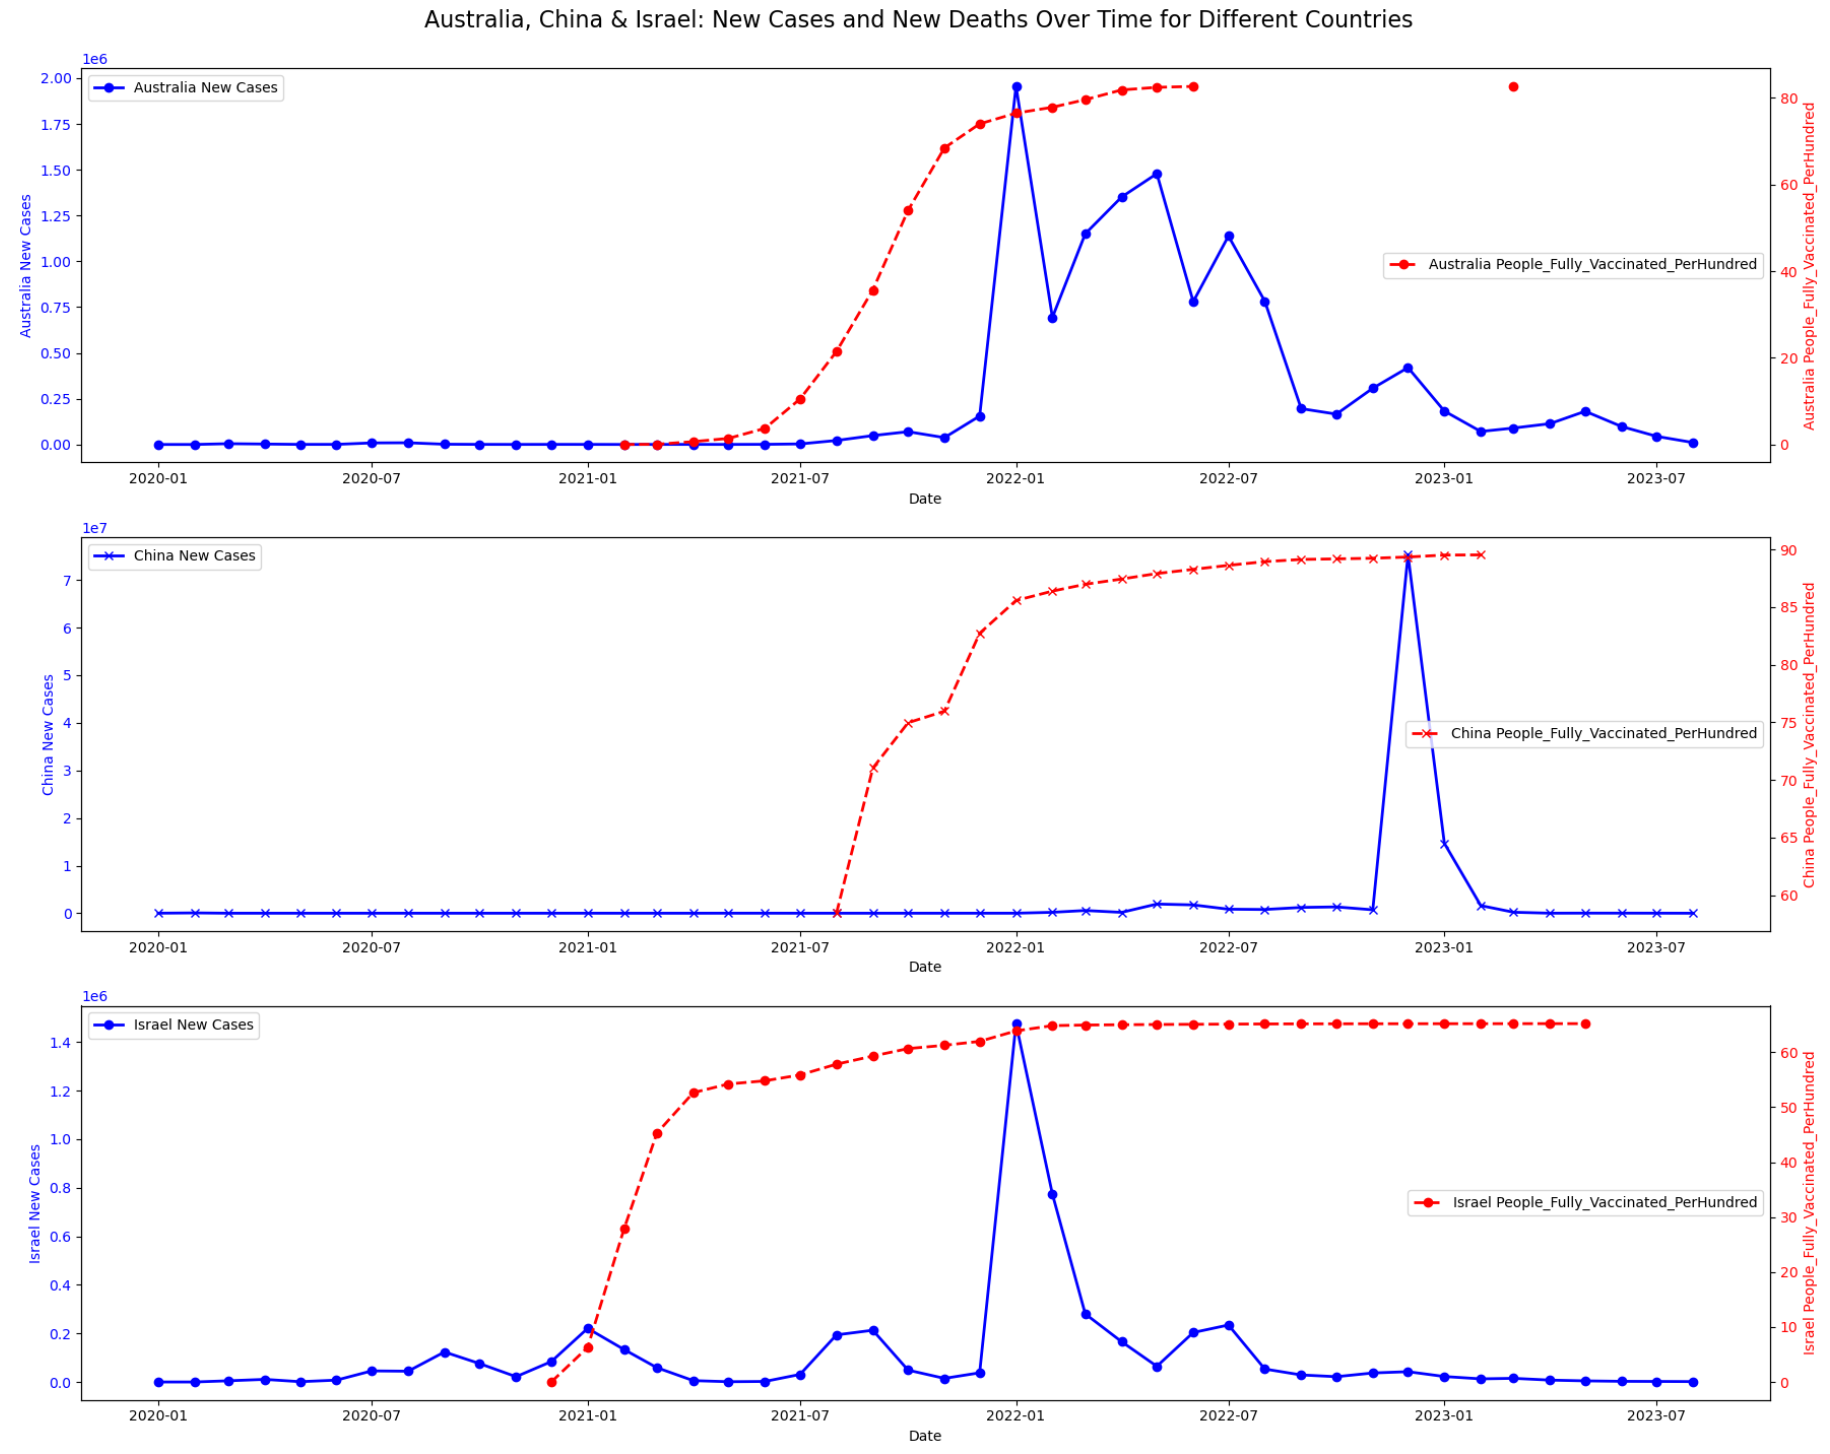 Australia, China & Israel: New Cases and New Deaths Over Time for Different Countries
1e6
Australia New Cases
2.00
1.75
1.50
1.25
1.00
0.75
0.50
0.25
0.00
Australia New Cases
80
60
40
20
0
Australia People_Fully_Vaccinated_PerHundred
Australia People_Fully_Vaccinated_PerHundred
2020-01 2020-07 2021-01 2021-07 2022-01 2022-07 2023-01 2023-07
Date
1e7
China New Cases
7
6
5
4
3
2
1
0
China New Cases
90
85
80
75
70
65
60
China People_Fully_Vaccinated_PerHundred
China People_Fully_Vaccinated_PerHundred
2020-01 2020-07 2021-01 2021-07 2022-01 2022-07 2023-01 2023-07
Date
1e6
Israel New Cases
1.4
1.2
1.0
0.8
0.6
0.4
0.2
0.0
Israel New Cases
60
50
40
30
20
10
0
Israel People_Fully_Vaccinated_PerHundred
Israel People_Fully_Vaccinated_PerHundred
2020-01 2020-07 2021-01 2021-07 2022-01 2022-07 2023-01 2023-07
Date